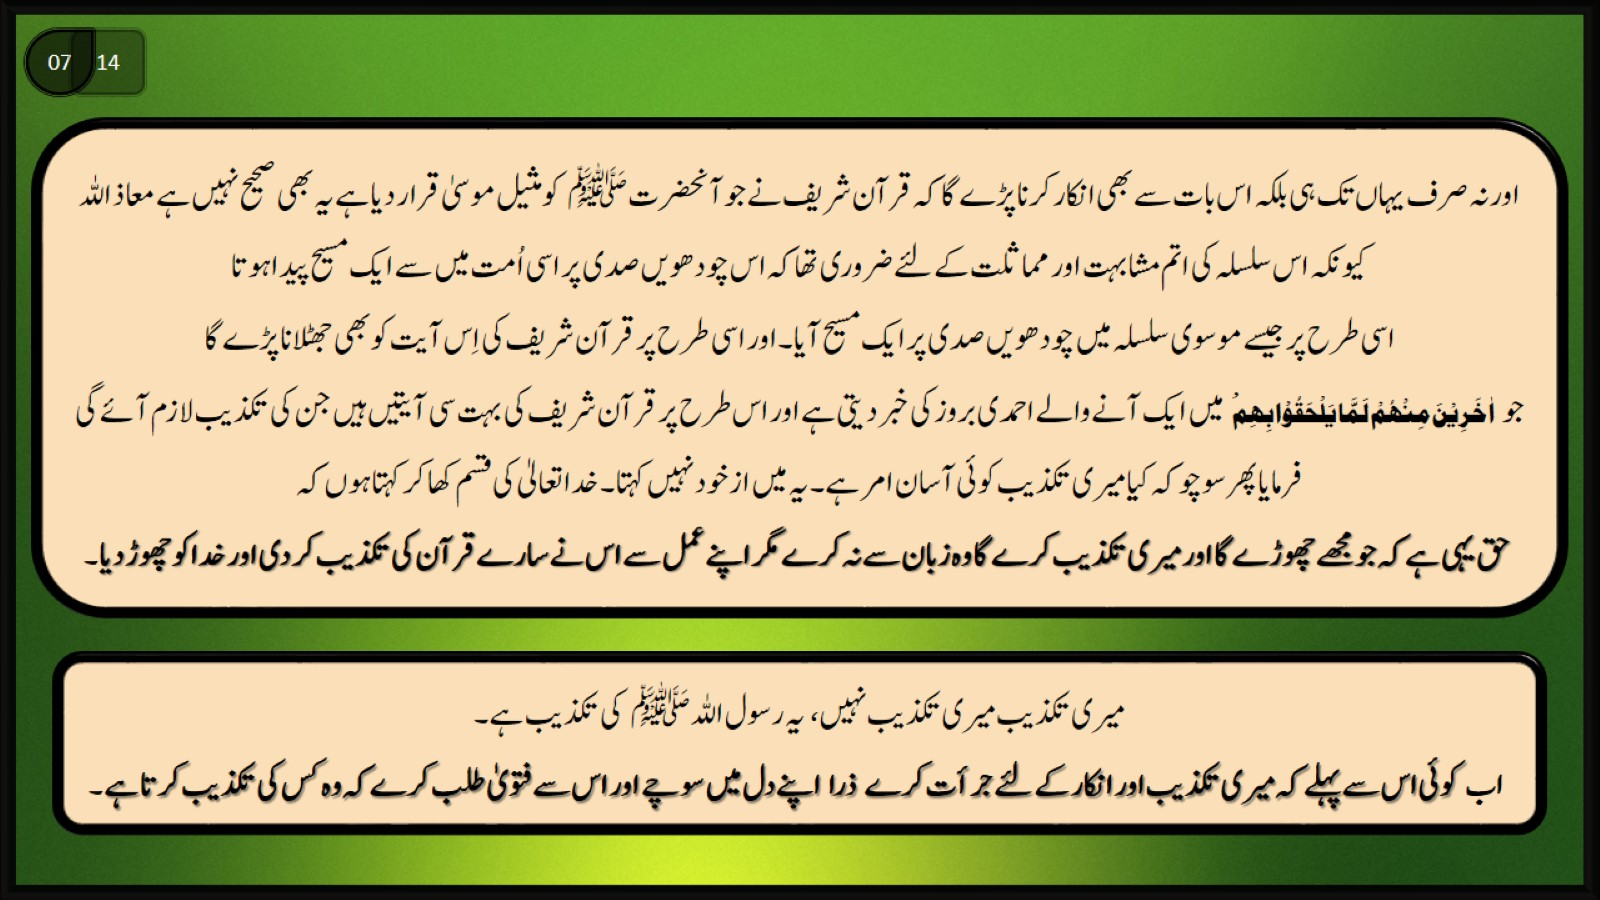 07 14
اور نہ صرف یہاں تک ہی بلکہ اس بات سے بھی انکار کرنا پڑے گا کہ قرآن شریف نے جو آنحضرت ﷺ کو مثیل موسیٰ قرار دیا ہے یہ بھی صحیح نہیں ہے معاذ اللہ
کیونکہ اس سلسلہ کی اتم مشابہت اور مماثلت کے لئے ضروری تھا کہ اس چودھویں صدی پر اسی اُمت میں سے ایک مسیح پیدا ہوتا
اسی طرح پر جیسے موسوی سلسلہ میں چودھویں صدی پر ایک مسیح آیا۔ اور اسی طرح پر قرآن شریف کی اِس آیت کو بھی جھٹلانا پڑے گا
جو اٰخَرِیْنَ مِنْھُمْ لَمَّا یَلْحَقُوْا بِھِمْ میں ایک آنے والے احمدی بروز کی خبر دیتی ہے اور اس طرح پر قرآن شریف کی بہت سی آیتیں ہیں جن کی تکذیب لازم آئے گی
فرمایا پھر سوچو کہ کیا میری تکذیب کوئی آسان امر ہے۔ یہ میں از خود نہیں کہتا۔ خدا تعالیٰ کی قسم کھا کر کہتا ہوں کہ
حق یہی ہے کہ جو مجھے چھوڑے گا اور میری تکذیب کرے گا وہ زبان سے نہ کرے مگر اپنے عمل سے اس نے سارے قرآن کی تکذیب کر دی اور خدا کو چھوڑ دیا۔
میری تکذیب میری تکذیب نہیں، یہ رسول اللہ ﷺ کی تکذیب ہے۔
اب کوئی اس سے پہلے کہ میری تکذیب اور انکار کے لئے جرأت کرے ذرا اپنے دل میں سوچے اور اس سے فتویٰ طلب کرے کہ وہ کس کی تکذیب کرتا ہے۔